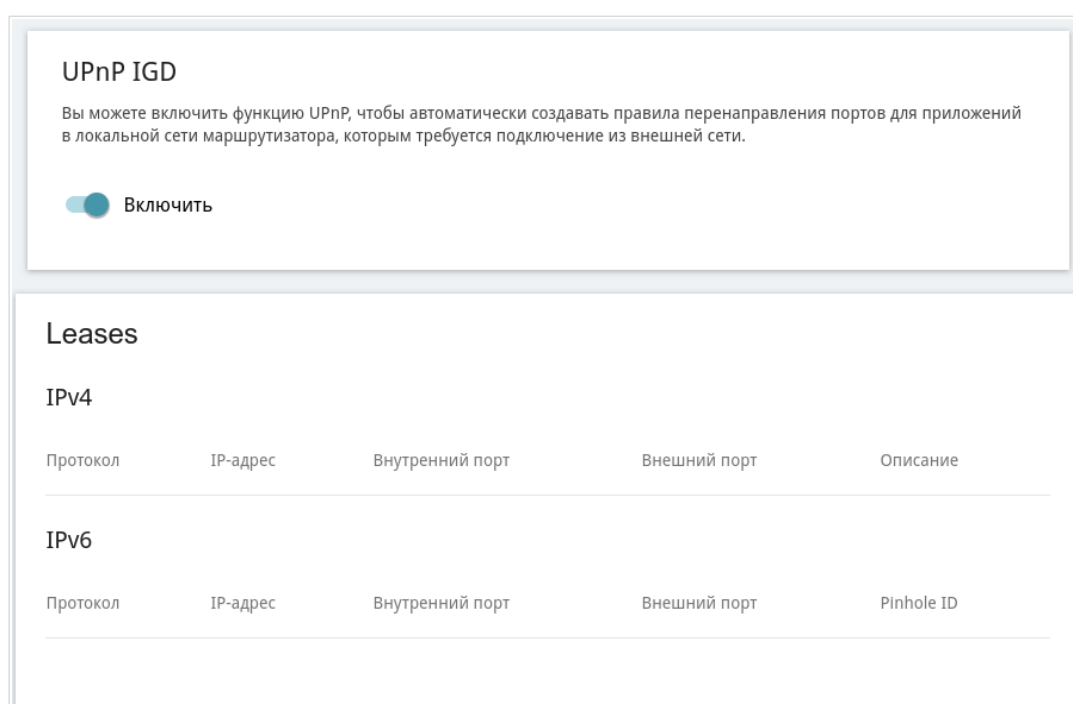 UPnP IGD
Вы можете включить функцию UPnP, чтобы автоматически создавать правила перенаправления портов для приложений
в локальной сети маршрутизатора, которым требуется подключение из внешней сети.
Включить
Leases
IPv4
Протокол IP-адрес Внутренний порт Внешний порт Описание
IPv6
Протокол IP-адрес Внутренний порт Внешний порт Pinhole ID